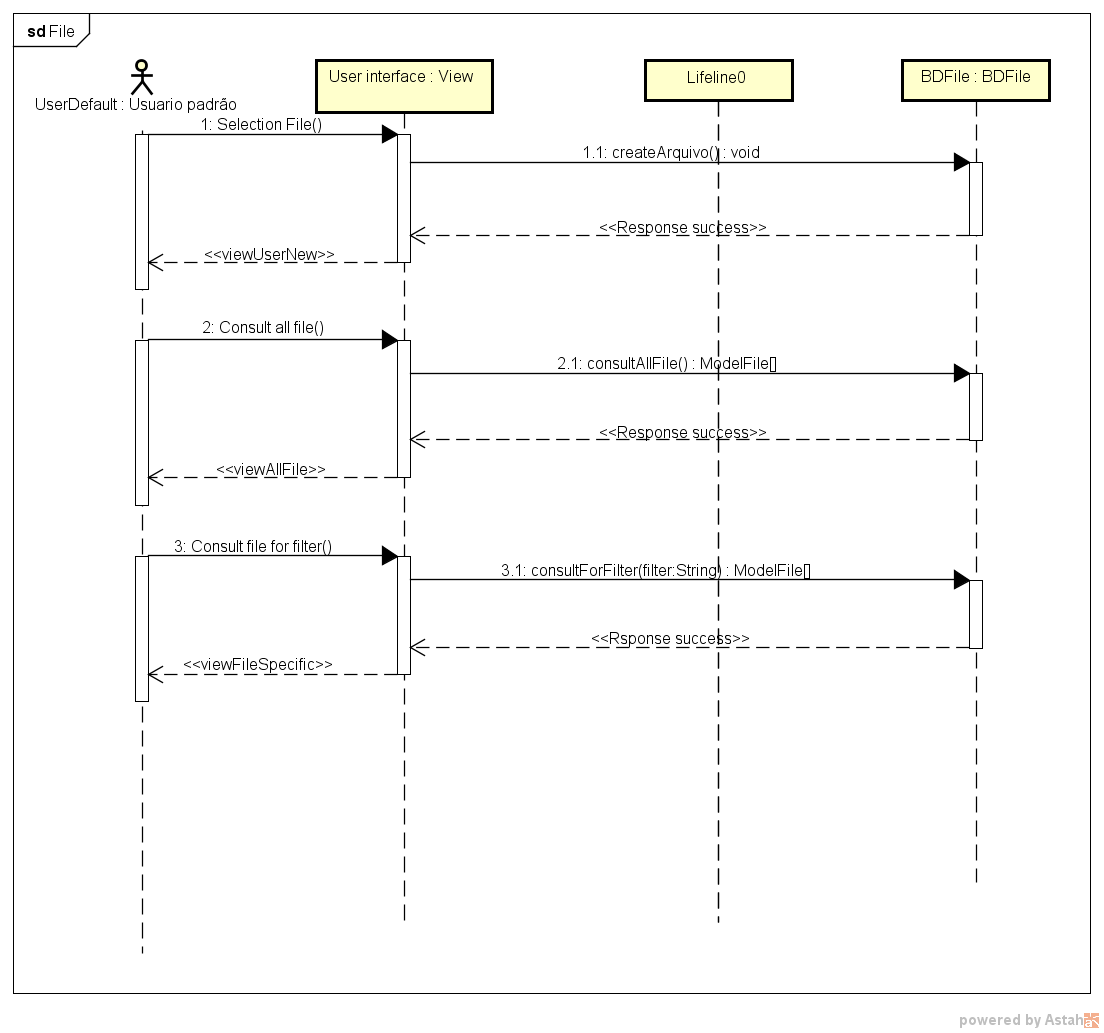 sd File
UserDefault : Usuario padrão
User interface : View
Lifeline0
BDFile : BDFile
1: Selection File()
1.1: createArquivo() : void
<<Response success>>
<<viewUserNew>>
2: Consult all file()
2.1: consultAllFile() : ModelFile[]
<<Response success>>
<<viewAllFile>>
3: Consult file for filter()
3.1: consultForFilter(filter:String) : ModelFile[]
<<Rsponse success>>
<<viewFileSpecific>>
powered by Astah